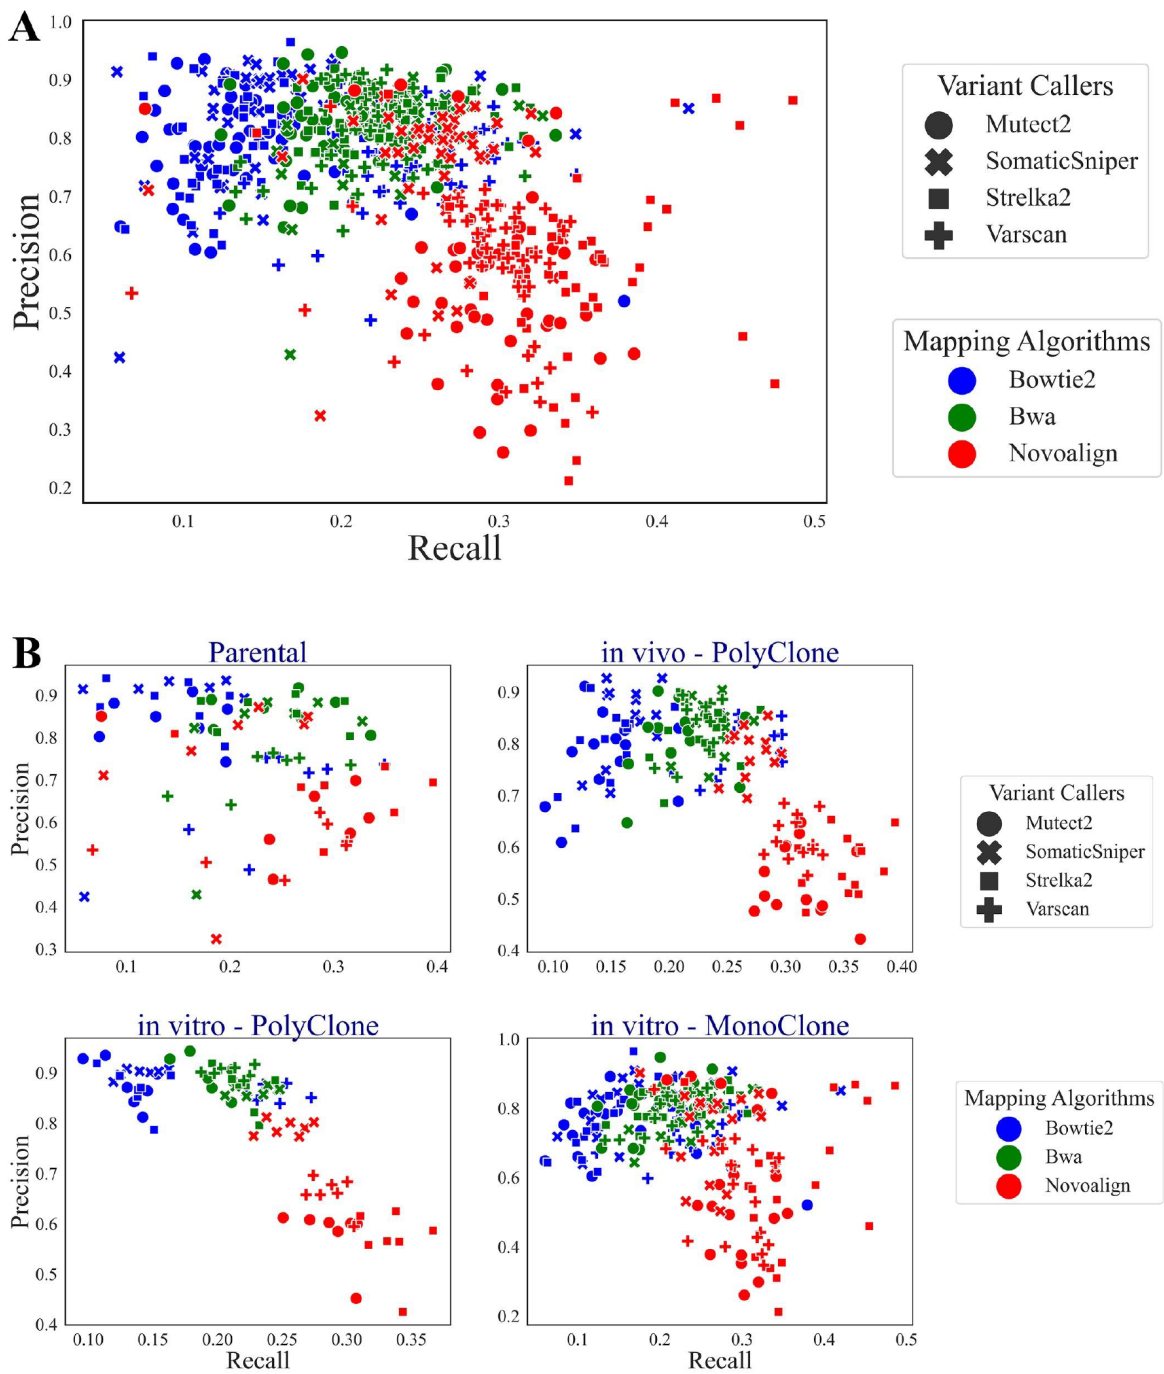 A
1.0
0.9
0.8
0.7
0.6
0.5
0.4
0.3
0.2
Precision
0.1
0.2
0.3
0.4
0.5
Recall
Variant Callers
Mutect2
SomaticSniper
Strelka2
Varscan
Mapping Algorithms
Bowtie2
Bwa
Novoalign
B
Parental
0.9
0.8
0.7
0.6
0.5
0.4
0.3
Precision
0.1
0.2
0.3
0.4
in vivo - PolyClone
0.9
0.8
0.7
0.6
0.5
0.4
0.10
0.15
0.20
0.25
0.30
0.35
0.40
Variant Callers
Mutect2
SomaticSniper
Strelka2
Varscan
in vitro - PolyClone
0.9
0.8
0.7
0.6
0.5
0.4
Precision
0.10
0.15
0.20
0.25
0.30
0.35
Recall
in vitro - MonoClone
1.0
0.8
0.6
0.4
0.2
0.1
0.2
0.3
0.4
0.5
Recall
Mapping Algorithms
Bowtie2
Bwa
Novoalign